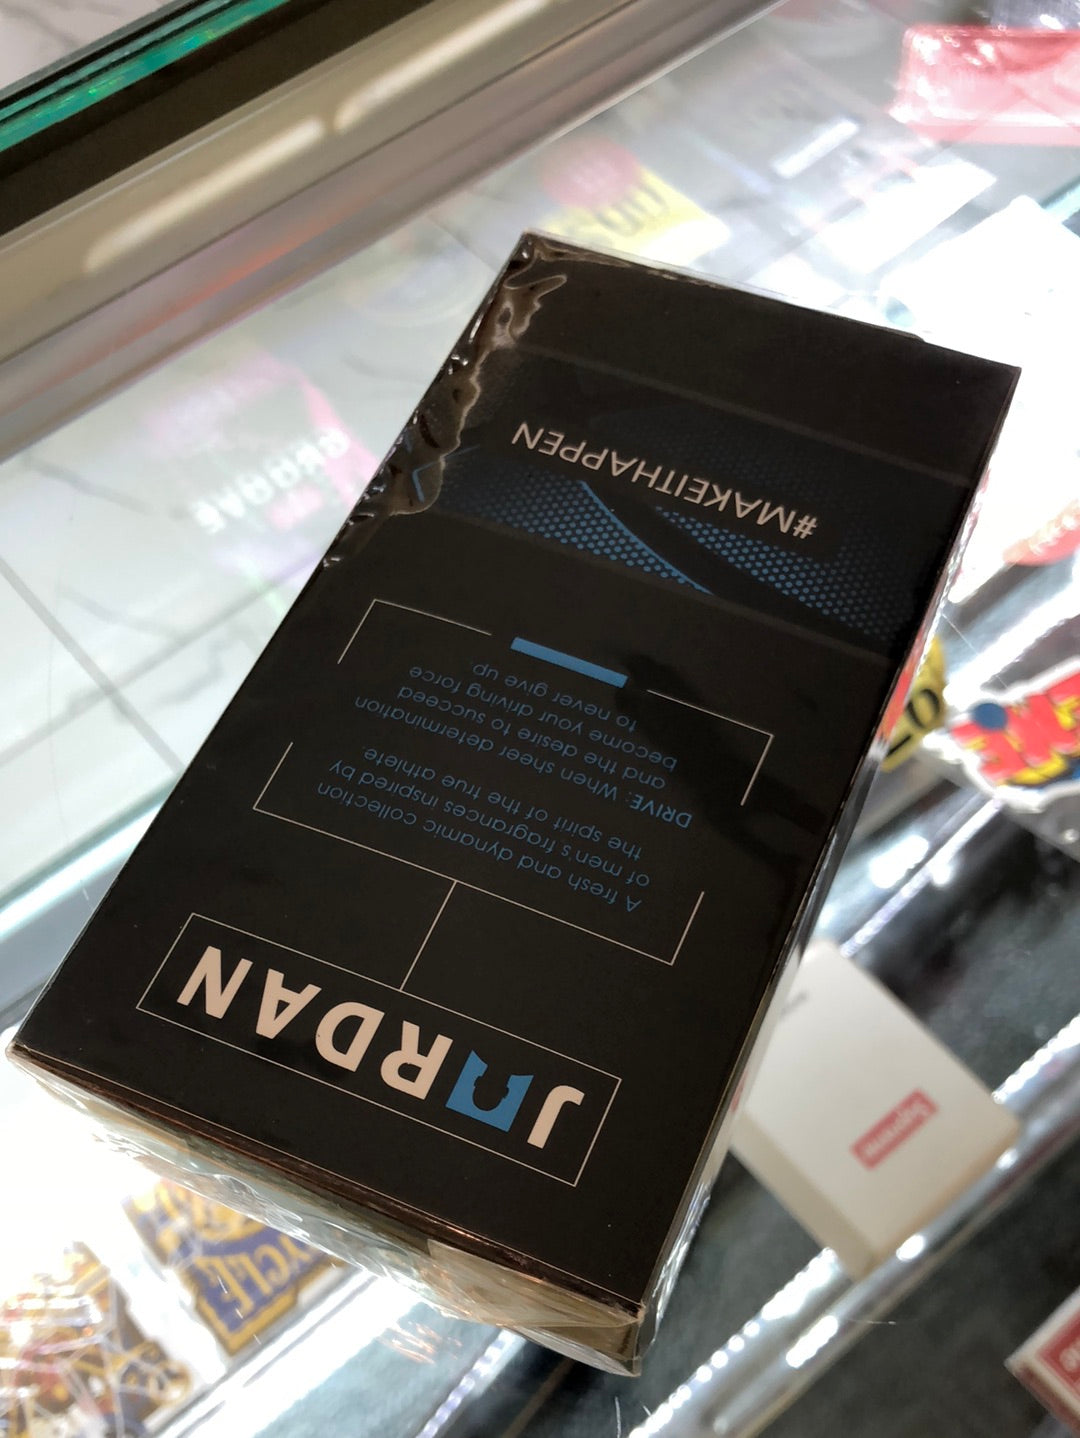 JORDAN
A fresh and dynamic collection
of men's fragrances inspired by
the spirit of the true athlete.
DRIVE: When sheer determination
and the desire to succeed
become your driving force
to never give up.
#MAKEITHAPPEN
Supreme